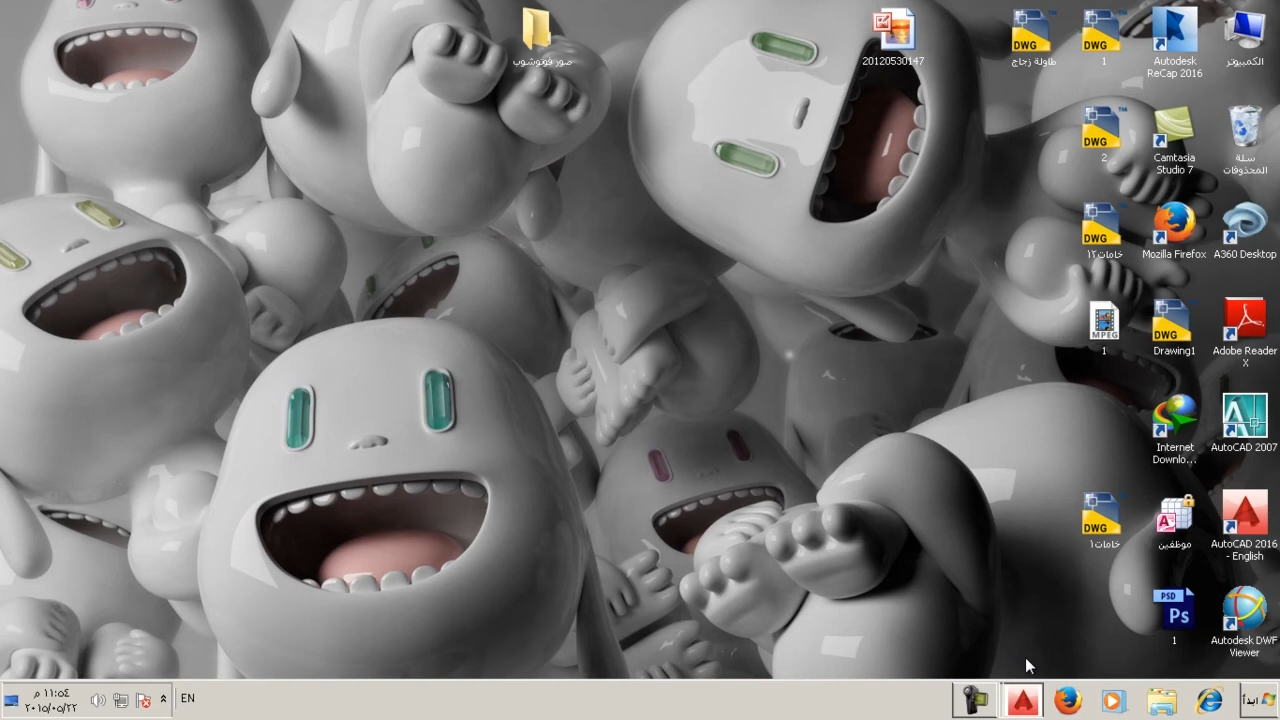 الكمبيوتر
سلة
المحذوفات
A360 Desktop
Adobe Reader
X
AutoCAD 2007
AutoCAD 2016
- English
Autodesk DWF
Viewer
Autodesk
ReCap 2016
Camtasia
Studio 7
Mozilla Firefox
DWG
Drawing1
Internet
Downlo...
موظفين
PSD
Ps
1
DWG
1
DWG
2
DWG
خامات١٢
MPEG
1
DWG
خامات١
DWG
طاولة زجاج
20120530147
صور فوتوشوب
ابدأ
EN
١١:٥٤ م
٢٠١٥/٠٥/٢٢